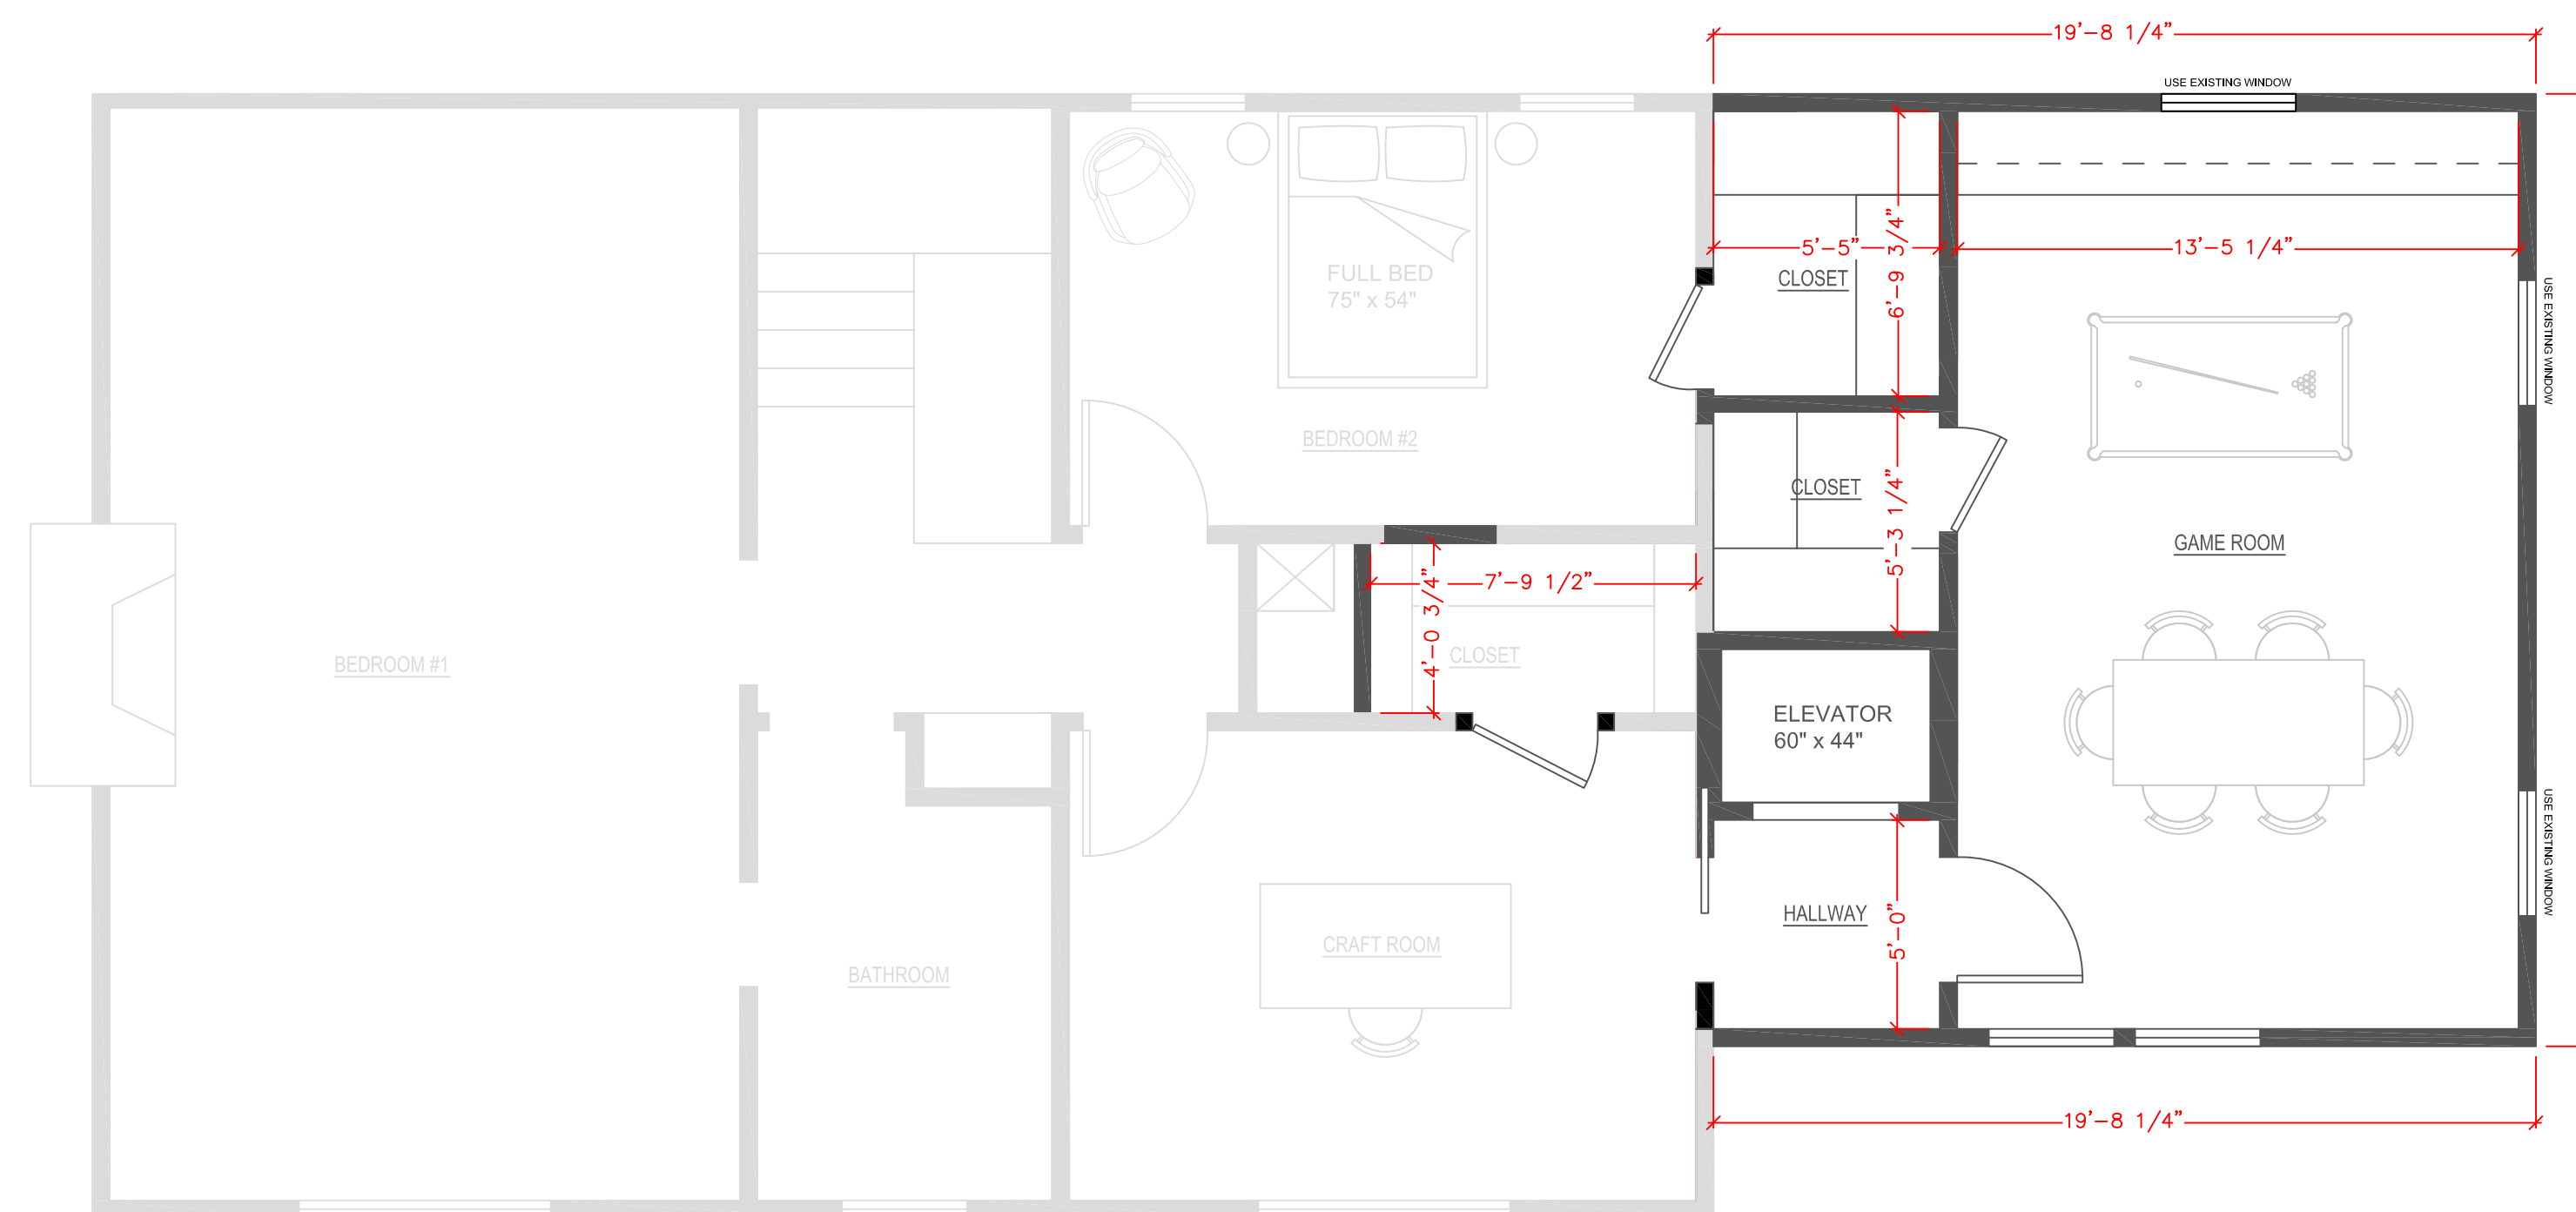 19'-8 1/4"
USE EXISTING WINDOW
5'-5"
6'-9 3/4"
13'-5 1/4"
FULL BED
75" x 54"
CLOSET
USE EXISTING WINDOW
BEDROOM #2
CLOSET
5'-3 1/4"
GAME ROOM
7'-9 1/2"
4'-0 3/4"
CLOSET
BEDROOM #1
ELEVATOR
60" x 44"
USE EXISTING WINDOW
HALLWAY
5'-0"
CRAFT ROOM
BATHROOM
19'-8 1/4"